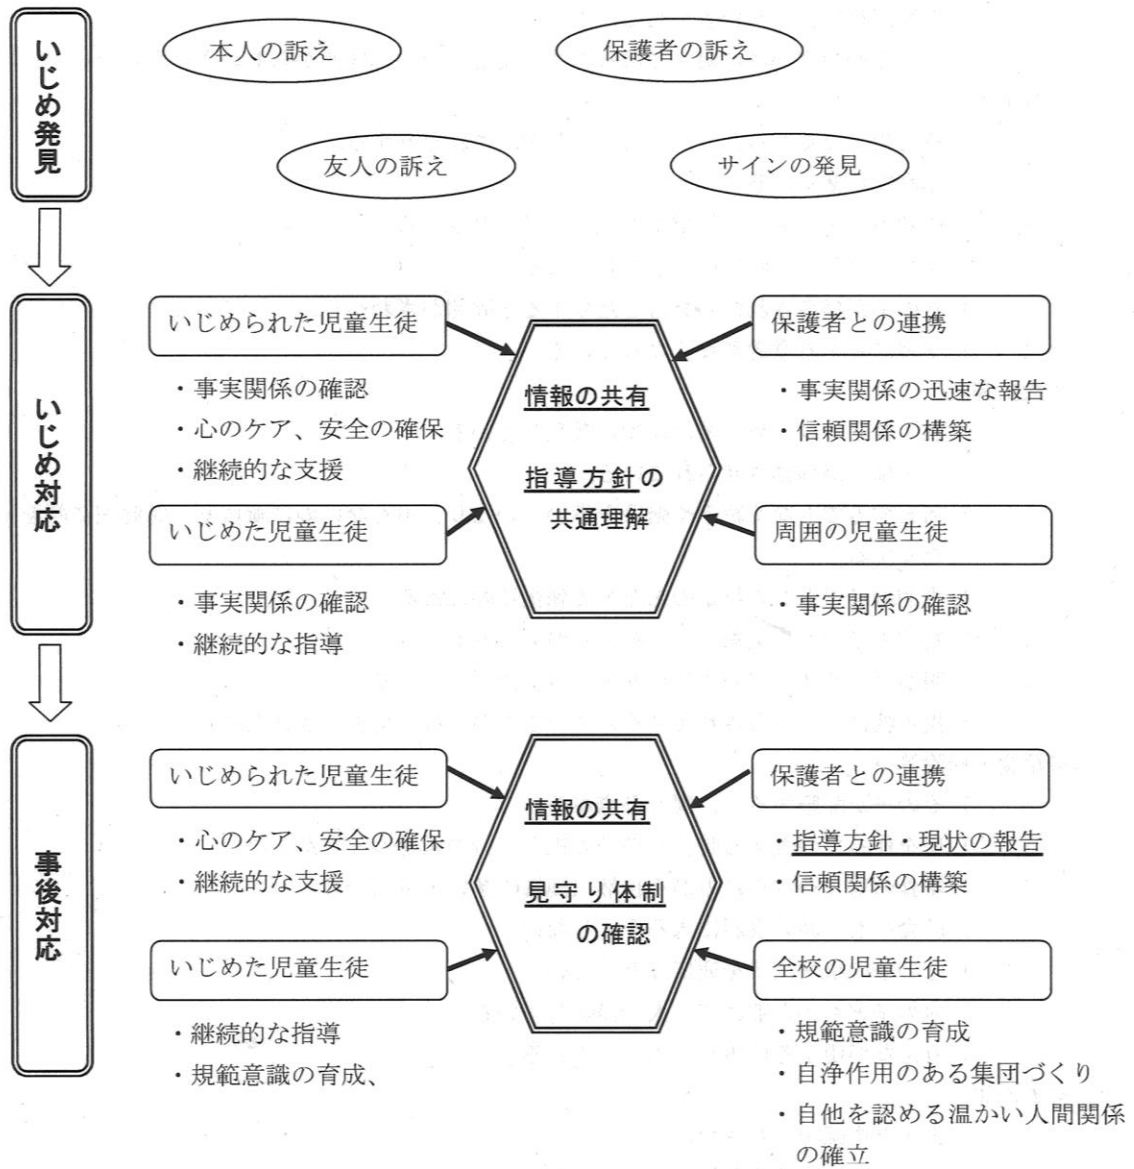 いじめ発見
本人の訴え
保護者の訴え
友人の訴え
サインの発見
いじめ対応
いじめられた児童生徒
・事実関係の確認
・心のケア、安全の確保
・継続的な支援
いじめた児童生徒
・事実関係の確認
・継続的な指導
情報の共有
指導方針の
共通理解
保護者との連携
・事実関係の迅速な報告
・信頼関係の構築
周囲の児童生徒
・事実関係の確認
事後対応
いじめられた児童生徒
・心のケア、安全の確保
・継続的な支援
いじめた児童生徒
・継続的な指導
・規範意識の育成、
情報の共有
見守り体制
の確認
保護者との連携
・指導方針・現状の報告
・信頼関係の構築
全校の児童生徒
・規範意識の育成
・自浄作用のある集団づくり
・自他を認める温かい人間関係
の確立